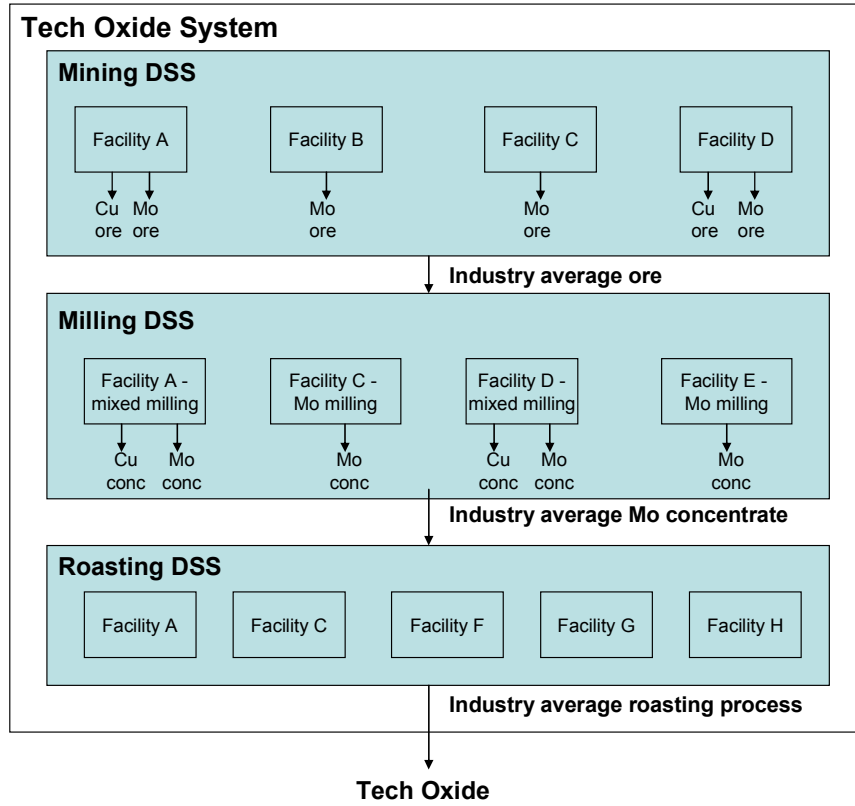 Tech Oxide System
Mining DSS
Facility A
Facility B
Facility C
Facility D
Cu Mo
ore ore
Mo
ore
Mo
ore
Cu Mo
ore ore
Industry average ore
Milling DSS
Facility A -
mixed milling
Facility C -
Mo milling
Facility D -
mixed milling
Facility E -
Mo milling
Cu Mo
conc conc
Mo
conc
Cu Mo
conc conc
Mo
conc
Industry average Mo concentrate
Roasting DSS
Facility A
Facility C
Facility F
Facility G
Facility H
Industry average roasting process
Tech Oxide